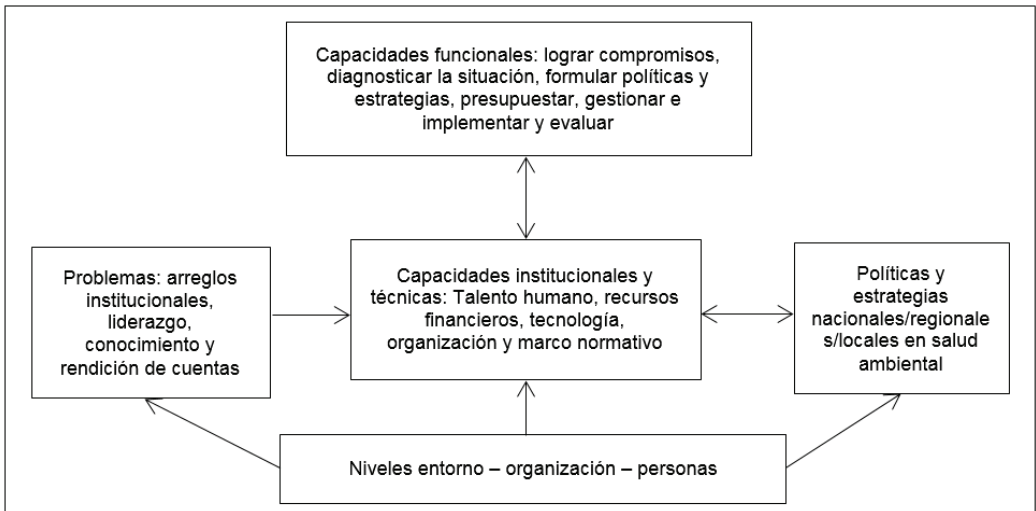 Capacidades funcionales: lograr compromisos,
diagnosticar la situación, formular políticas y
estrategias, presupuestar, gestionar e
implementar y evaluar
Problemas: arreglos
institucionales,
liderazgo,
conocimiento y
rendición de cuentas
Capacidades institucionales y
técnicas: Talento humano, recursos
financieros, tecnología,
organización y marco normativo
Políticas y
estrategias
nacionales/regionale
s/locales en salud
ambiental
Niveles entorno – organización – personas